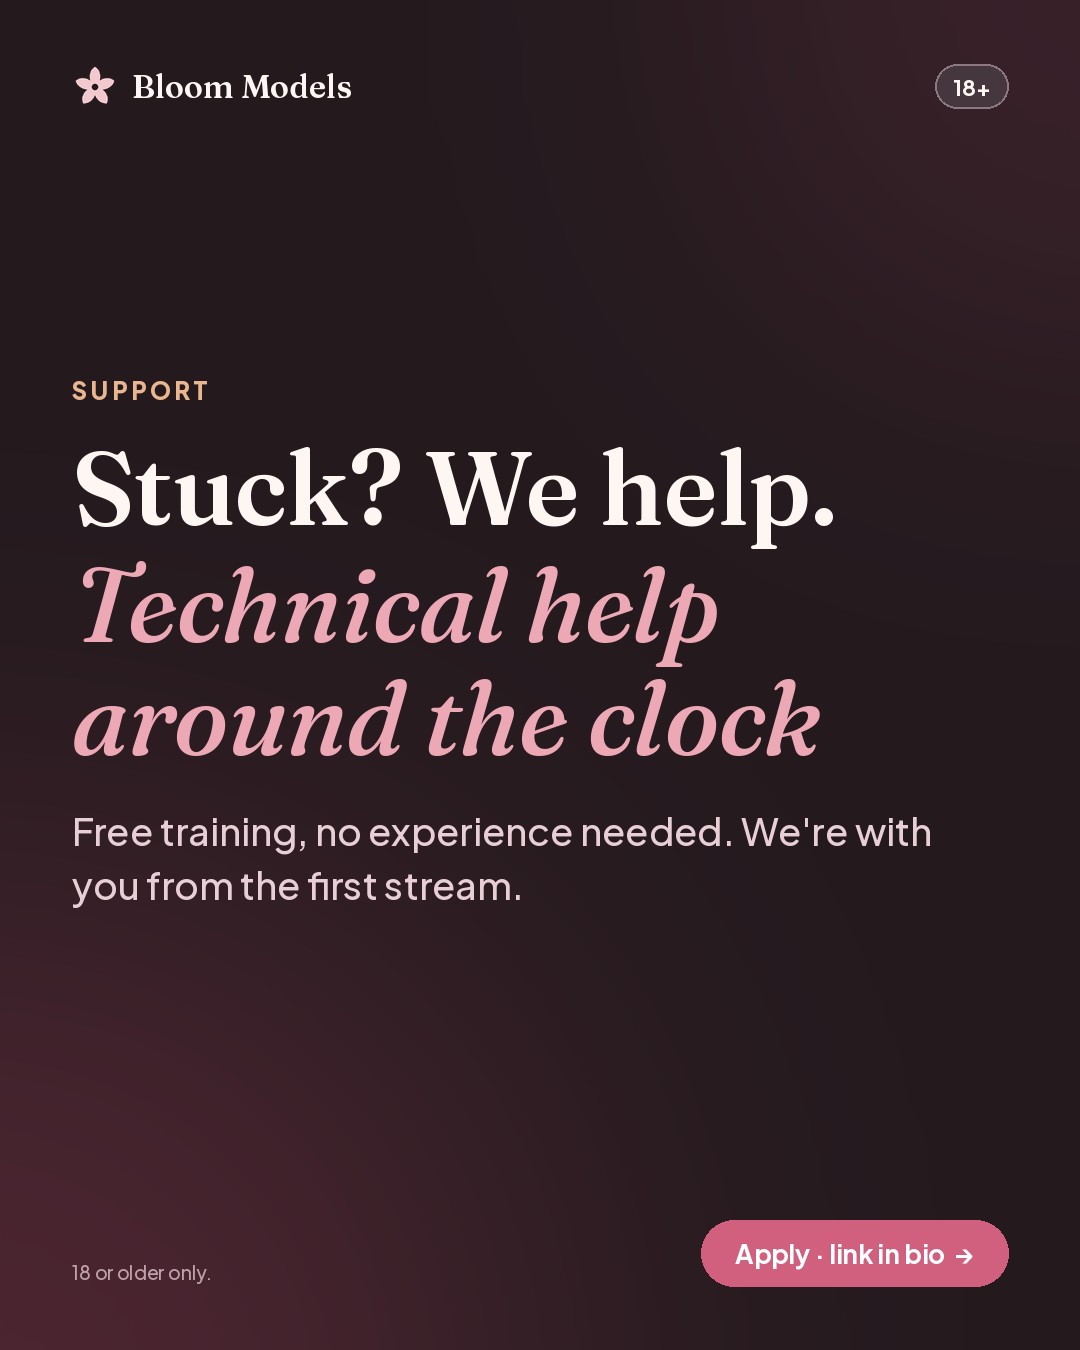 Bloom Models
18+
SUPPORT
Stuck? We help.
Technical help
around the clock
Free training, no experience needed. We're with
you from the first stream.
18 or older only.
Apply · link in bio →